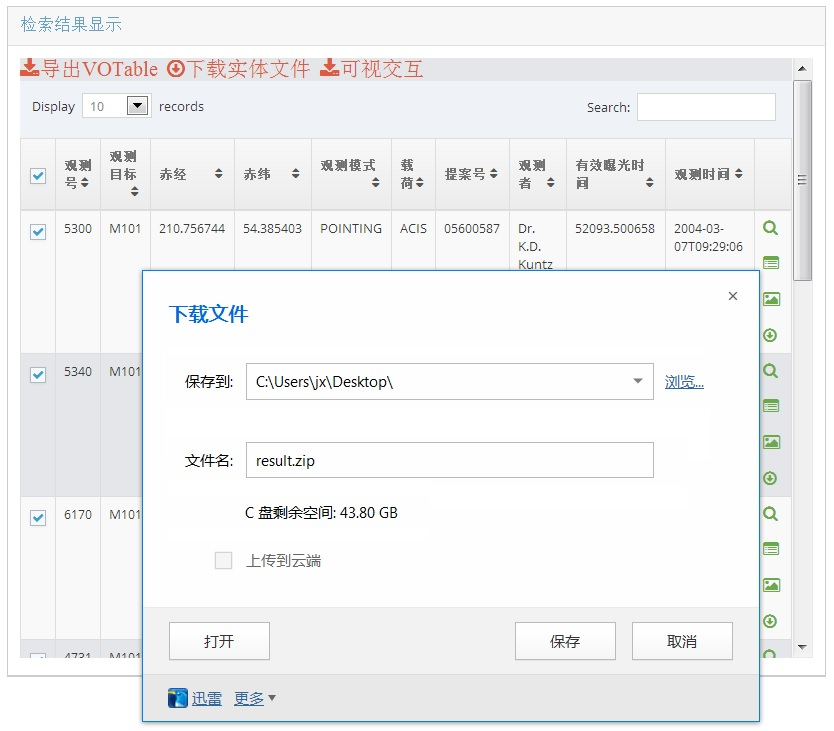 检索结果显示
导出VOTable 下载实体文件 可视交互
Display 10 records Search:
观测号 观测目标 赤经 赤纬 观测模式 载荷 提案号 观测者 有效曝光时间 观测时间
5300 M101 210.756744 54.385403 POINTING ACIS 05600587 Dr. 52093.500658 2004-03-
K.D. 07T09:29:06
Kuntz
下载文件
5340 M101
保存到: C:\Users\jx\Desktop\ 浏览...
文件名: result.zip
6170 M101
C 盘剩余空间: 43.80 GB
上传到云端
打开 保存 取消
4731 M101
迅雷 更多